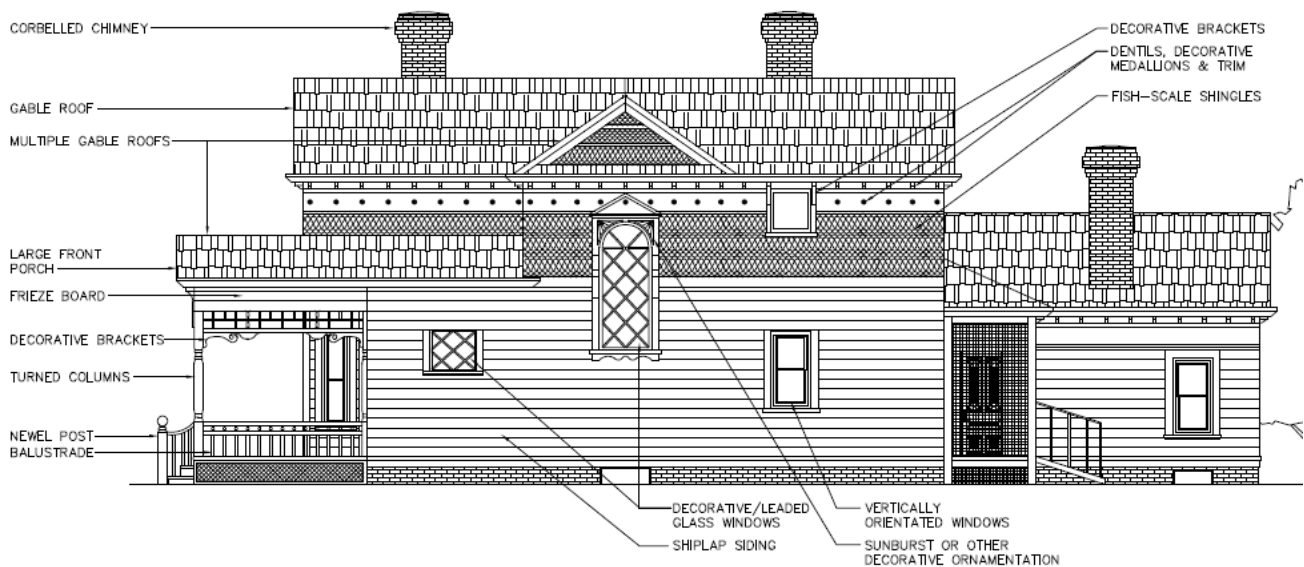 CORBELLED CHIMNEY
GABLE ROOF
MULTIPLE GABLE ROOFS
LARGE FRONT
PORCH
FRIEZE BOARD
DECORATIVE BRACKETS
TURNED COLUMNS
NEWEL POST
BALUSTRADE
DECORATIVE BRACKETS
DENTILS, DECORATIVE
MEDALLIONS & TRIM
FISH-SCALE SHINGLES
DECORATIVE/LEADED
GLASS WINDOWS
SHIPLAP SIDING
VERTICALLY
ORIENTATED WINDOWS
SUNBURST OR OTHER
DECORATIVE ORNAMENTATION